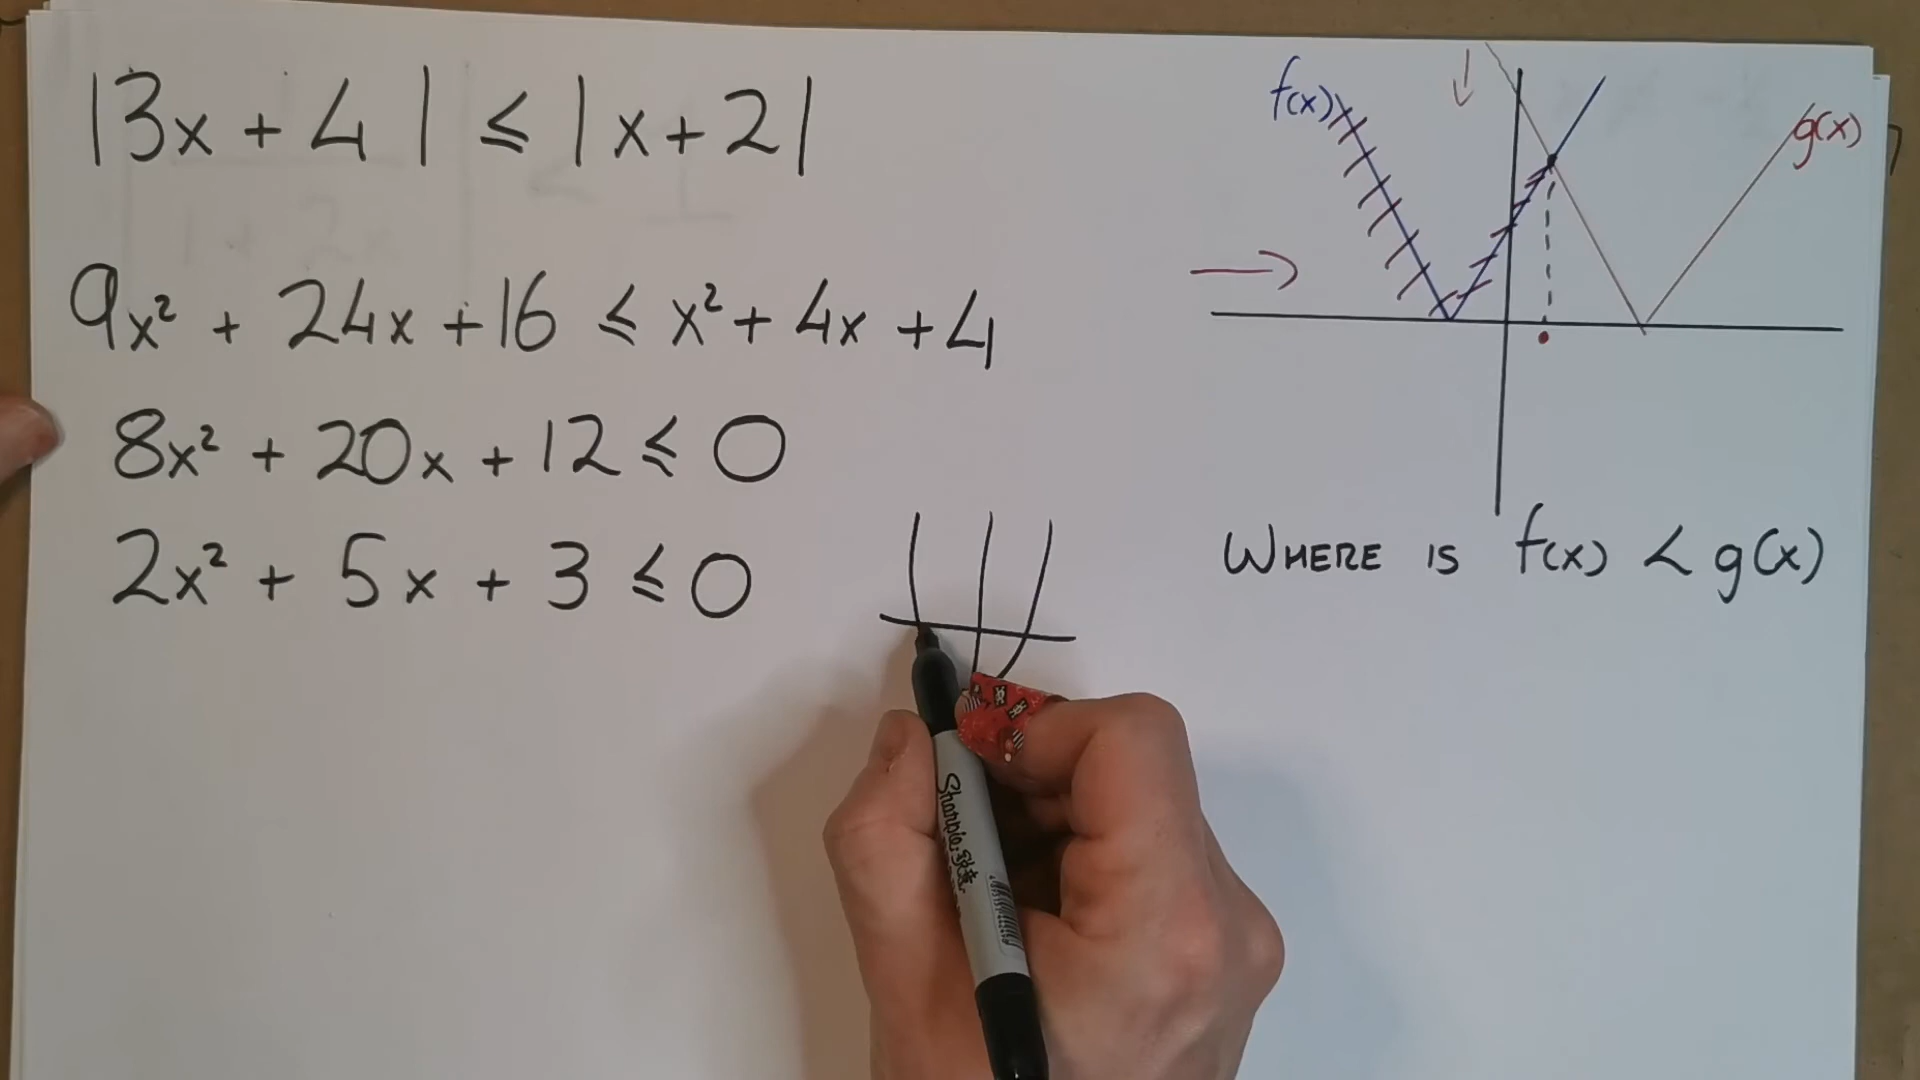 |3x + 4| ≤ |x+2|
9x² + 24x + 16 ≤ x² + 4x + 4
8x² + 20x + 12 ≤ 0
2x² + 5x + 3 ≤ 0
f(x)
g(x)
WHERE IS f(x) < g(x)
Sharpie